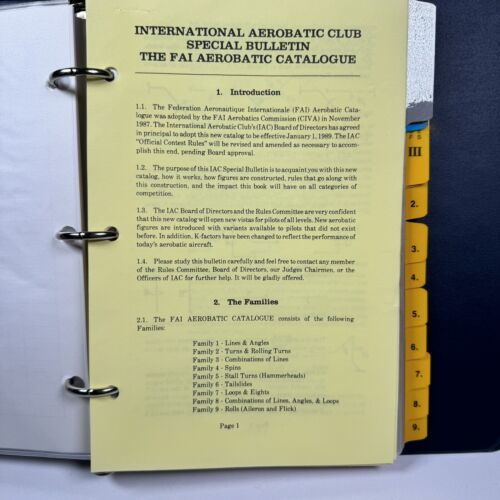 INTERNATIONAL AEROBATIC CLUB
SPECIAL BULLETIN
THE FAI AEROBATIC CATALOGUE
1. Introduction
1.1. The Federation Aeronautique Internationale (FAI) Aerobatic Cata-
logue was adopted by the FAI Aerobatics Commission (CIVA) in November
1987. The International Aerobatic Club's (IAC) Board of Directors has agreed
in principal to adopt this new catalog to be effective January 1, 1989. The IAC
"Official Contest Rules" will be revised and amended as necessary to accom-
plish this end, pending Board approval.
1.2. The purpose of this IAC Special Bulletin is to acquaint you with this new
catalog, how it works, how figures are constructed, rules that go along with
this construction, and the impact this book will have on all categories of
competition.
1.3. The IAC Board of Directors and the Rules Committee are very confident
that this new catalog will open new vistas for pilots of all levels. New aerobatic
figures are introduced with variants available to pilots that did not exist
before. In addition, K-factors have been changed to reflect the performance of
today's aerobatic aircraft.
1.4. Please study this bulletin carefully and feel free to contact any member
of the Rules Committee, Board of Directors, our Judges Chairmen, or the
Officers of IAC for further help. It will be gladly offered.
2. The Families
2.1. The FAI AEROBATIC CATALOGUE consists of the following
Families:
Family 1 - Lines & Angles
Family 2 - Turns & Rolling Turns
Family 3 - Combinations of Lines
Family 4 - Spins
Family 5 - Stall Turns (Hammerheads)
Family 6 - Tailslides
Family 7 - Loops & Eights
Family 8 - Combinations of Lines, Angles, & Loops
Family 9 - Rolls (Aileron and Flick)
Page 1
F S
III
2.
3.
4.
5.
6.
7.
8.
9.